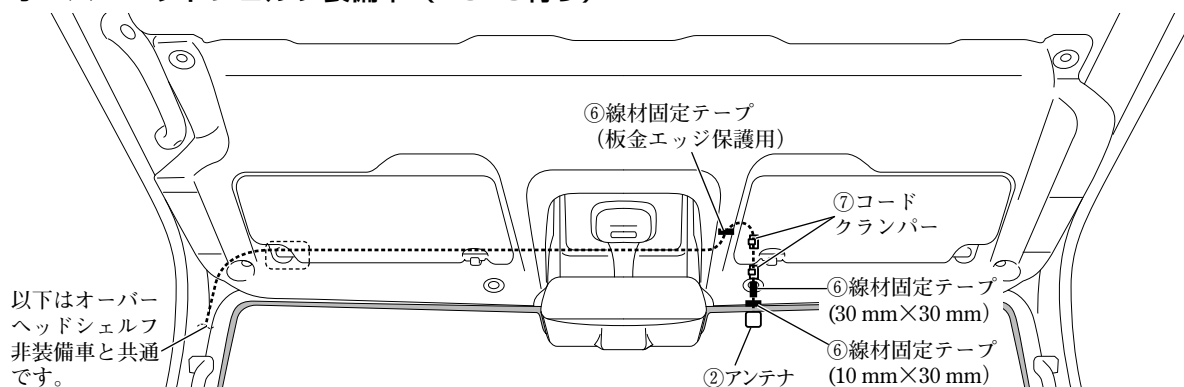 ⑥線材固定テープ
（板金エッジ保護用）
⑦コード
クランパー
以下はオーバー
ヘッドシェルフ
非装備車と共通
です。
⑥線材固定テープ
(30 mm×30 mm)
⑥線材固定テープ
(10 mm×30 mm)
②アンテナ